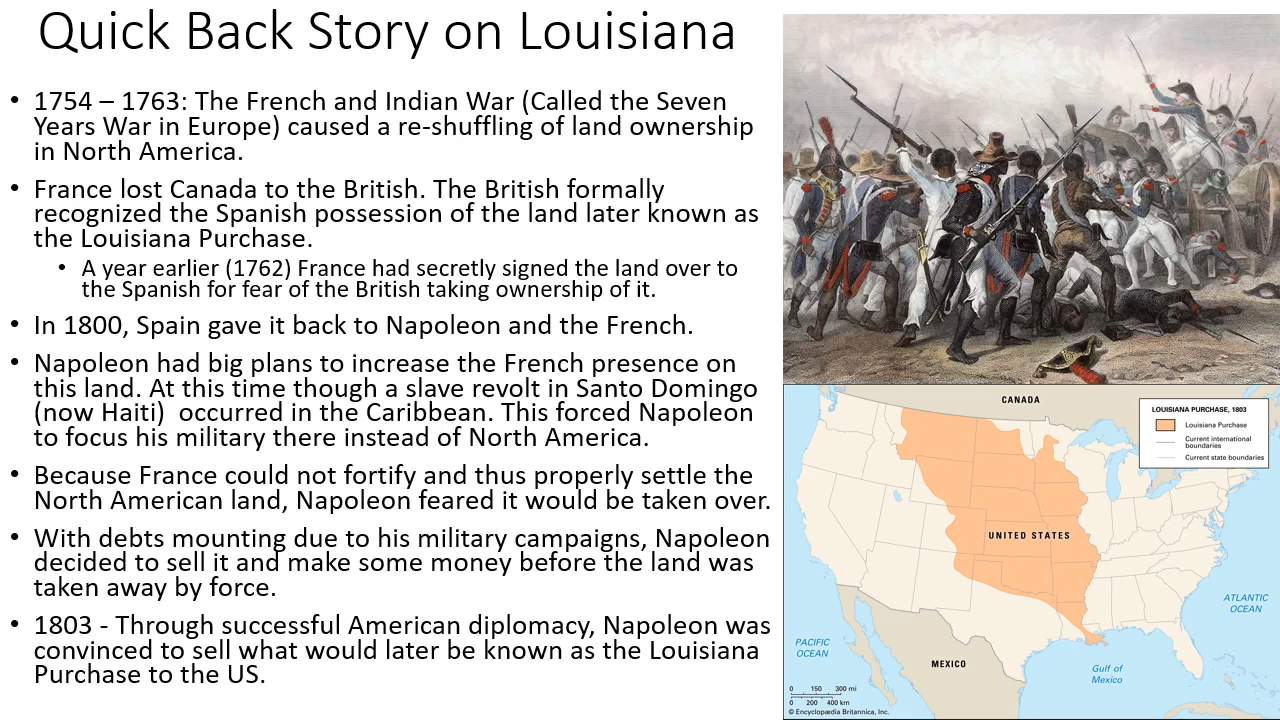 Quick Back Story on Louisiana
• 1754 – 1763: The French and Indian War (Called the Seven
Years War in Europe) caused a re-shuffling of land ownership
in North America.
• France lost Canada to the British. The British formally
recognized the Spanish possession of the land later known as
the Louisiana Purchase.
• A year earlier (1762) France had secretly signed the land over to
the Spanish for fear of the British taking ownership of it.
• In 1800, Spain gave it back to Napoleon and the French.
• Napoleon had big plans to increase the French presence on
this land. At this time though a slave revolt in Santo Domingo
(now Haiti)  occurred in the Caribbean. This forced Napoleon
to focus his military there instead of North America.
• Because France could not fortify and thus properly settle the
North American land, Napoleon feared it would be taken over.
• With debts mounting due to his military campaigns, Napoleon
decided to sell it and make some money before the land was
taken away by force.
• 1803 - Through successful American diplomacy, Napoleon was
convinced to sell what would later be known as the Louisiana
Purchase to the US.
CANADA
LOUISIANA PURCHASE, 1803
Louisiana Purchase
Current international
boundaries
Current state boundaries
UNITED STATES
ATLANTIC
OCEAN
PACIFIC
OCEAN
MEXICO
Gulf of
Mexico
0 150 300 mi
0 200 400 km
© Encyclopædia Britannica, Inc.